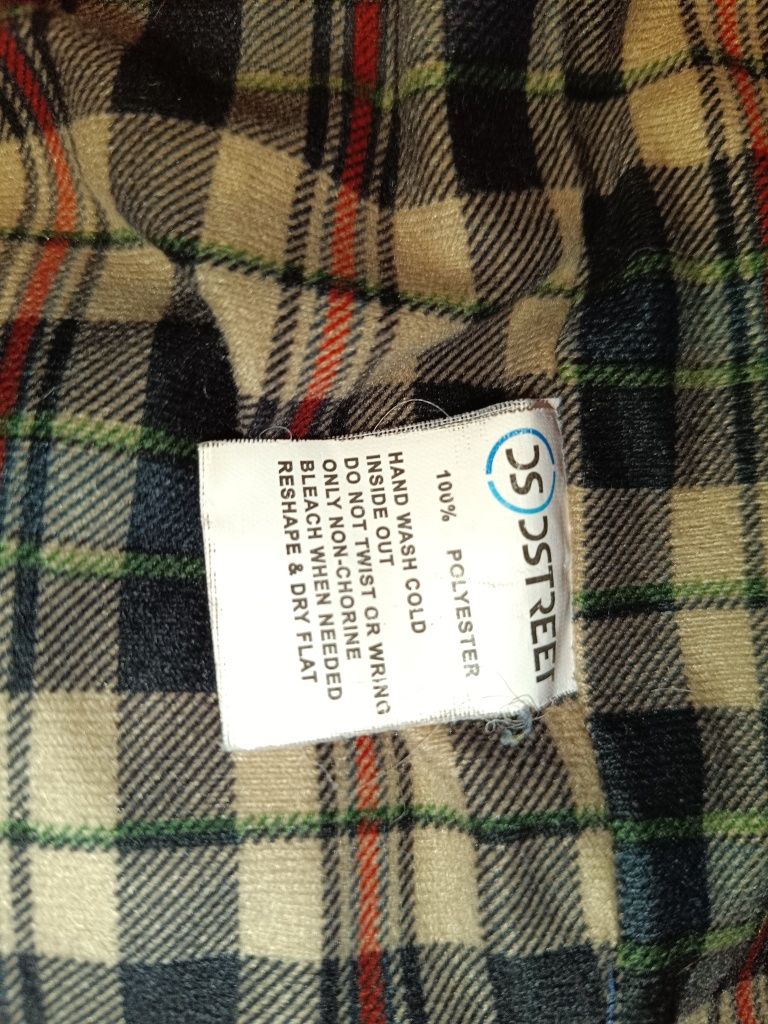 DS DSTREET
100% POLYESTER
HAND WASH COLD
INSIDE OUT
DO NOT TWIST OR WRING
ONLY NON-CHORINE
BLEACH WHEN NEEDED
RESHAPE & DRY FLAT